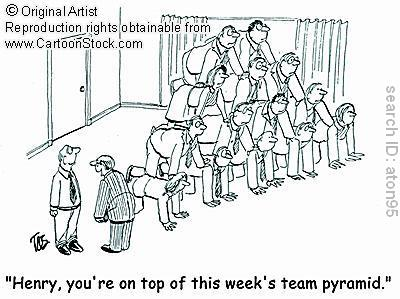 © Original Artist
Reproduction rights obtainable from
www.CartoonStock.com
search ID: aton95
"Henry, you're on top of this week's team pyramid."